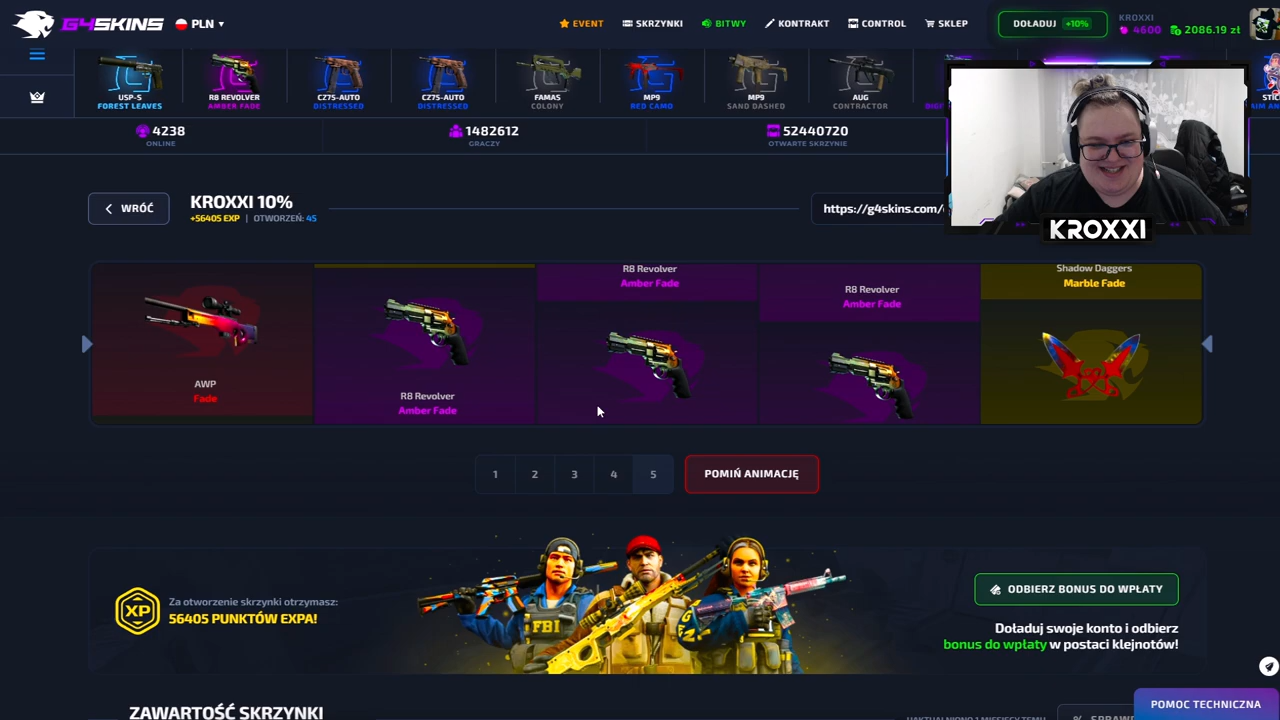 G4SKINS
PLN
EVENT
SKRZYNKI
BITWY
KONTRAKT
CONTROL
SKLEP
DOŁADUJ +10%
KROXXI
4600
2086.19 zł
USP-S
FOREST LEAVES
R8 REVOLVER
AMBER FADE
CZ75-AUTO
DISTRESSED
CZ75-AUTO
DISTRESSED
FAMAS
COLONY
MP9
RED CAMO
MP9
SAND DASHED
AUG
CONTRACTOR
4238
ONLINE
1482612
GRACZY
52440720
OTWARTE SKRZYNIE
WRÓĆ
KROXXI 10%
+56405 EXP | OTWORZEŃ: 45
https://g4skins.com/
KROXXI
AWP
Fade
R8 Revolver
Amber Fade
R8 Revolver
Amber Fade
R8 Revolver
Amber Fade
Shadow Daggers
Marble Fade
1 2 3 4 5
POMIŃ ANIMACJĘ
XP
Za otworzenie skrzynki otrzymasz:
56405 PUNKTÓW EXPA!
FBI
ODBIERZ BONUS DO WPŁATY
Doładuj swoje konto i odbierz
bonus do wpłaty w postaci klejnotów!
ZAWARTOŚĆ SKRZYNKI
POMOC TECHNICZNA